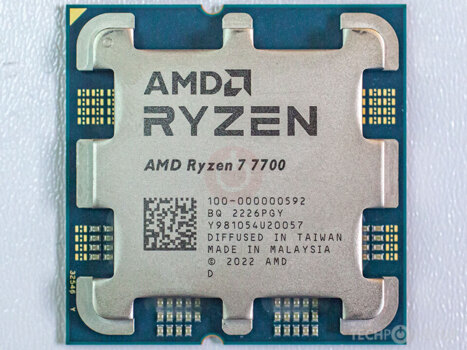 AMD
RYZEN
AMD Ryzen 7 7700
100-000000592
BQ 2226PGY
Y981054U20057
DIFFUSED IN TAIWAN
MADE IN MALAYSIA
© 2022 AMD
D
32546 Y